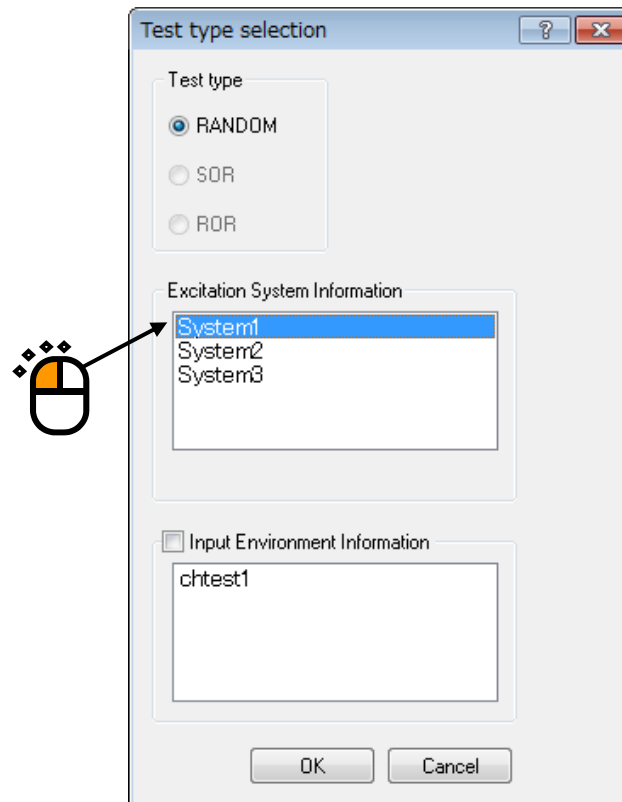 Test type selection
Test type
RANDOM
SOR
ROR
Excitation System Information
System1
System2
System3
Input Environment Information
chtest1
OK
Cancel